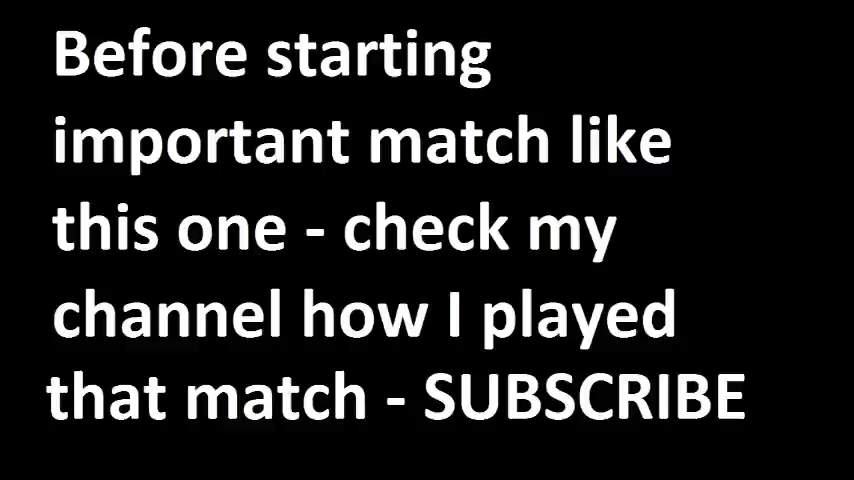 Before starting
important match like
this one - check my
channel how I played
that match - SUBSCRIBE